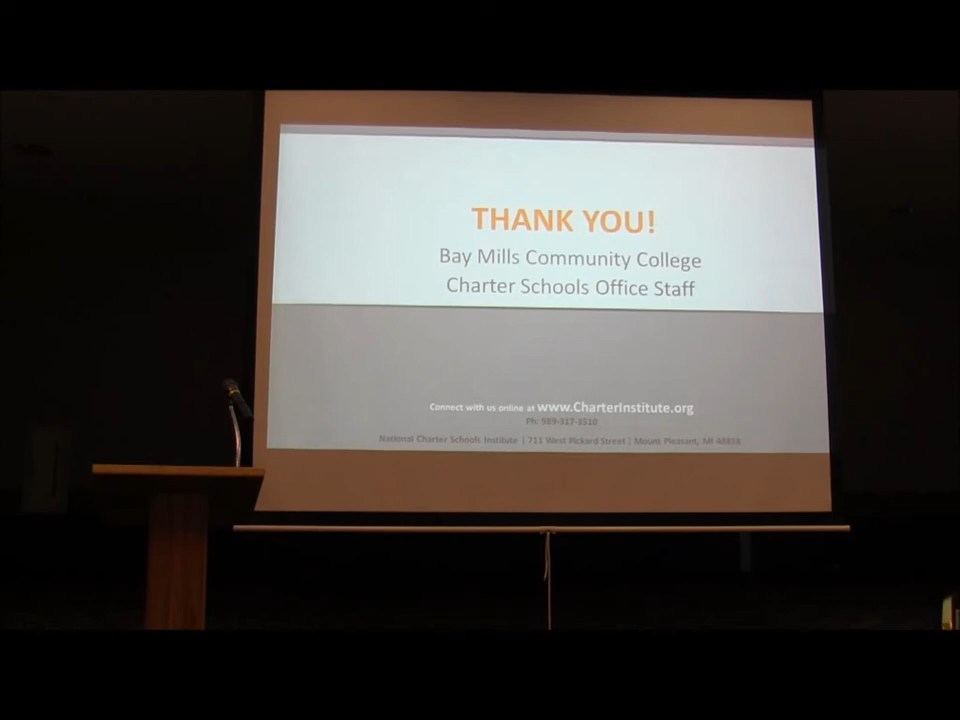 THANK YOU!
Bay Mills Community College
Charter Schools Office Staff
Connect with us online at www.CharterInstitute.org
Ph: 989-317-3510
National Charter Schools Institute | 711 West Pickard Street | Mount Pleasant, MI 48858